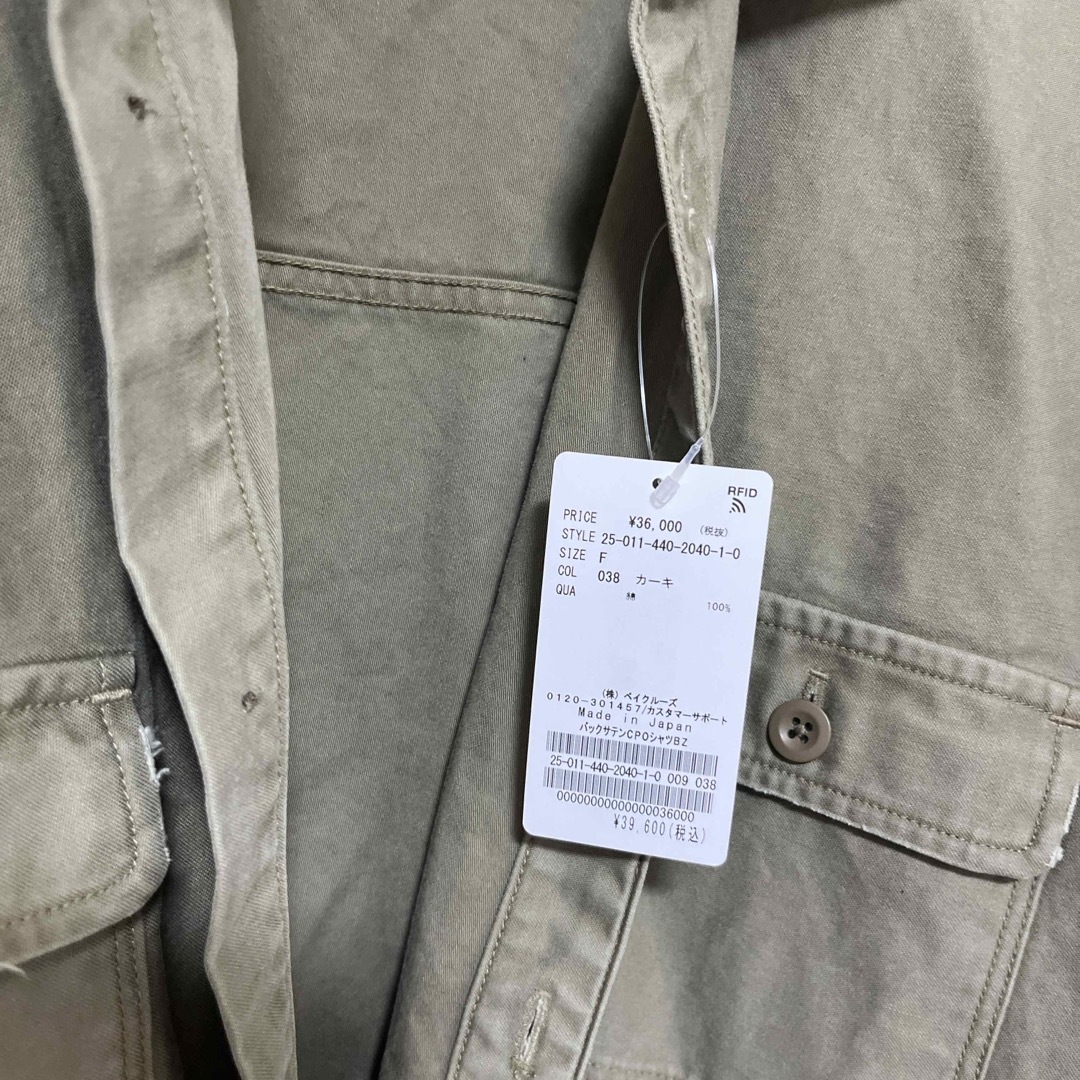 RFID
PRICE ¥36,000 (税抜)
STYLE 25-011-440-2040-1-0
SIZE F
COL 038 カーキ
QUA 綿 100%
(株) ベイクルーズ
0120-301457/カスタマーサポート
Made in Japan
バックサテンCPOシャツBZ
25-011-440-2040-1-0 009 038
000000000000000036000
¥39,600(税込)